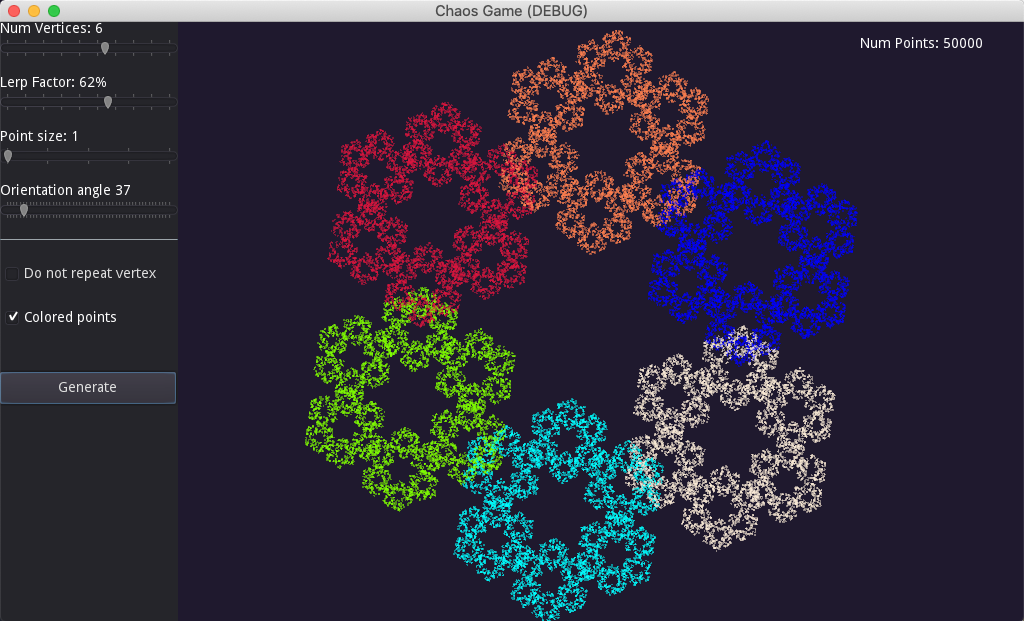 Chaos Game (DEBUG)
Num Vertices: 6
Num Points: 50000
Lerp Factor: 62%
Point size: 1
Orientation angle 37
Do not repeat vertex
Colored points
Generate